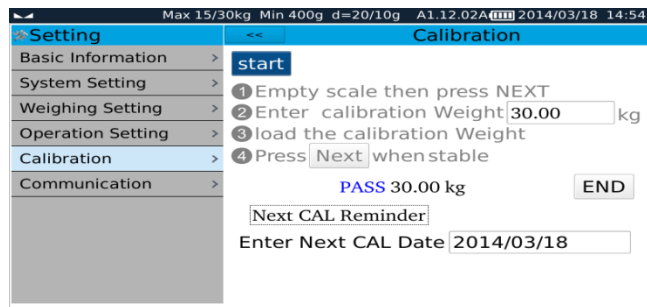 Max 15/30kg Min 400g d=20/10g A1.12.02A 2014/03/18 14:54
Setting
<< Calibration
Basic Information >
System Setting >
Weighing Setting >
Operation Setting >
Calibration >
Communication >
start
1 Empty scale then press NEXT
2 Enter calibration Weight 30.00 kg
3 load the calibration Weight
4 Press Next when stable
PASS 30.00 kg END
Next CAL Reminder
Enter Next CAL Date 2014/03/18